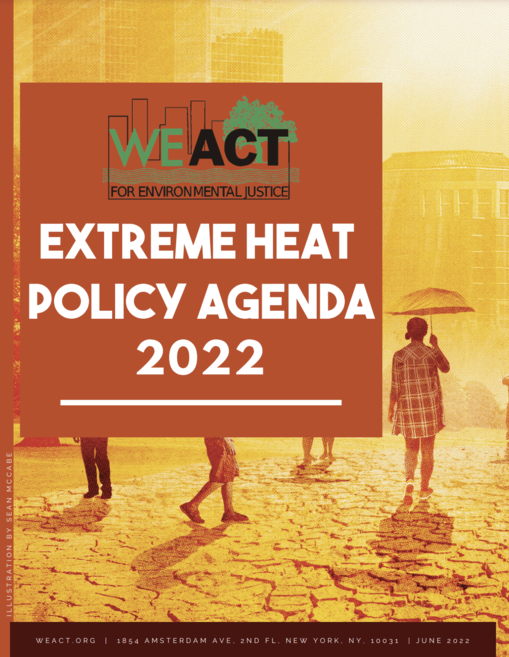 WE ACT
FOR ENVIRONMENTAL JUSTICE
EXTREME HEAT
POLICY AGENDA
2022
ILLUSTRATION BY SEAN MCCABE
WEACT.ORG | 1854 AMSTERDAM AVE, 2ND FL, NEW YORK, NY, 10031 | JUNE 2022